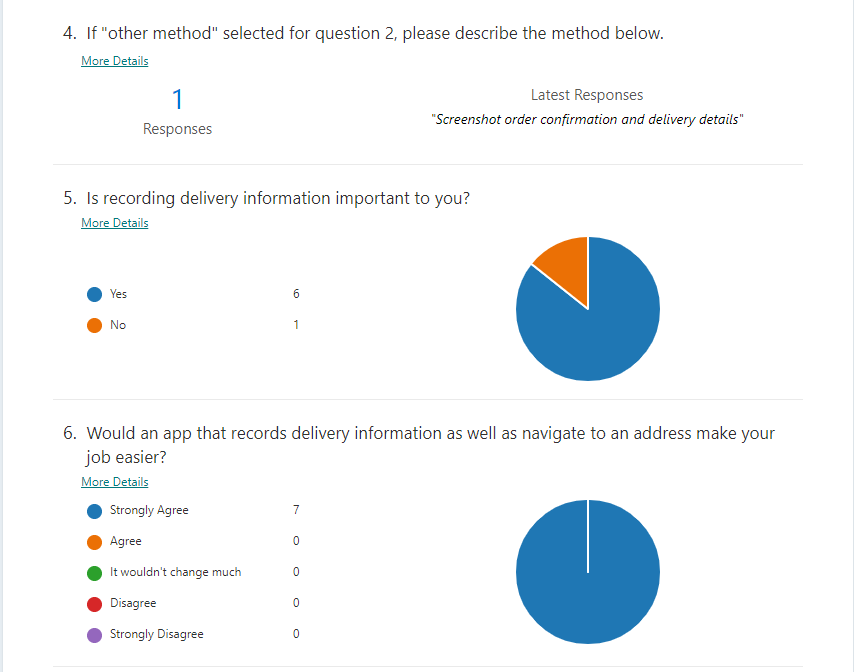 4. If "other method" selected for question 2, please describe the method below.
More Details
1
Responses
Latest Responses
"Screenshot order confirmation and delivery details"
5. Is recording delivery information important to you?
More Details
Yes 6
No 1
6. Would an app that records delivery information as well as navigate to an address make your
job easier?
More Details
Strongly Agree 7
Agree 0
It wouldn't change much 0
Disagree 0
Strongly Disagree 0